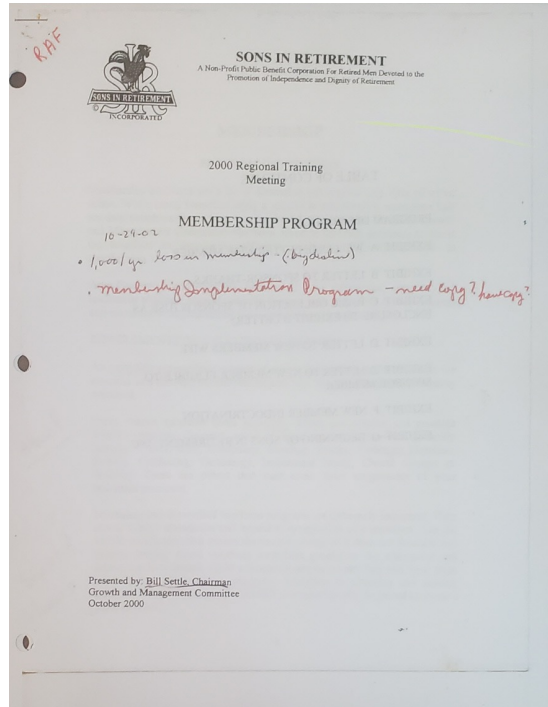 RAF
SONS IN RETIREMENT
A Non-Profit Public Benefit Corporation For Retired Men Devoted to the
Promotion of Independence and Dignity of Retirement
SONS IN RETIREMENT
©
INCORPORATED
2000 Regional Training
Meeting
MEMBERSHIP PROGRAM
10-24-02
• 1,000/yr loss in membership - (big decline)
• Membership Implementation Program - need copy? have copy?
Presented by: Bill Settle, Chairman
Growth and Management Committee
October 2000